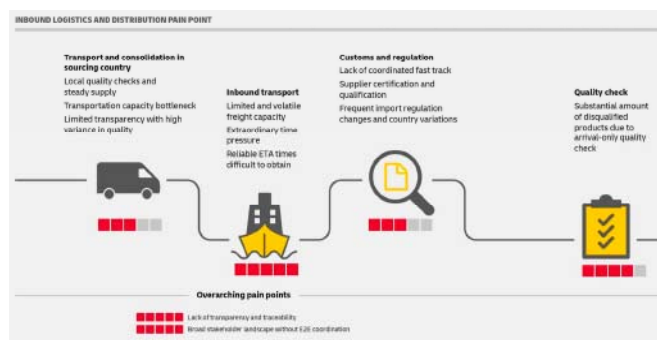 INBOUND LOGISTICS AND DISTRIBUTION PAIN POINT
Transport and consolidation in
sourcing country
Local quality checks and
steady supply
Transportation capacity bottleneck
Limited transparency with high
variance in quality
Inbound transport
Limited and volatile
freight capacity
Extraordinary time
pressure
Reliable ETA times
difficult to obtain
Customs and regulation
Lack of coordinated fast track
Supplier certification and
qualification
Frequent import regulation
changes and country variations
Quality check
Substantial amount
of disqualified
products due to
arrival-only quality
check
Overarching pain points
Lack of transparency and traceability
Broad stakeholder landscape without E2E coordination